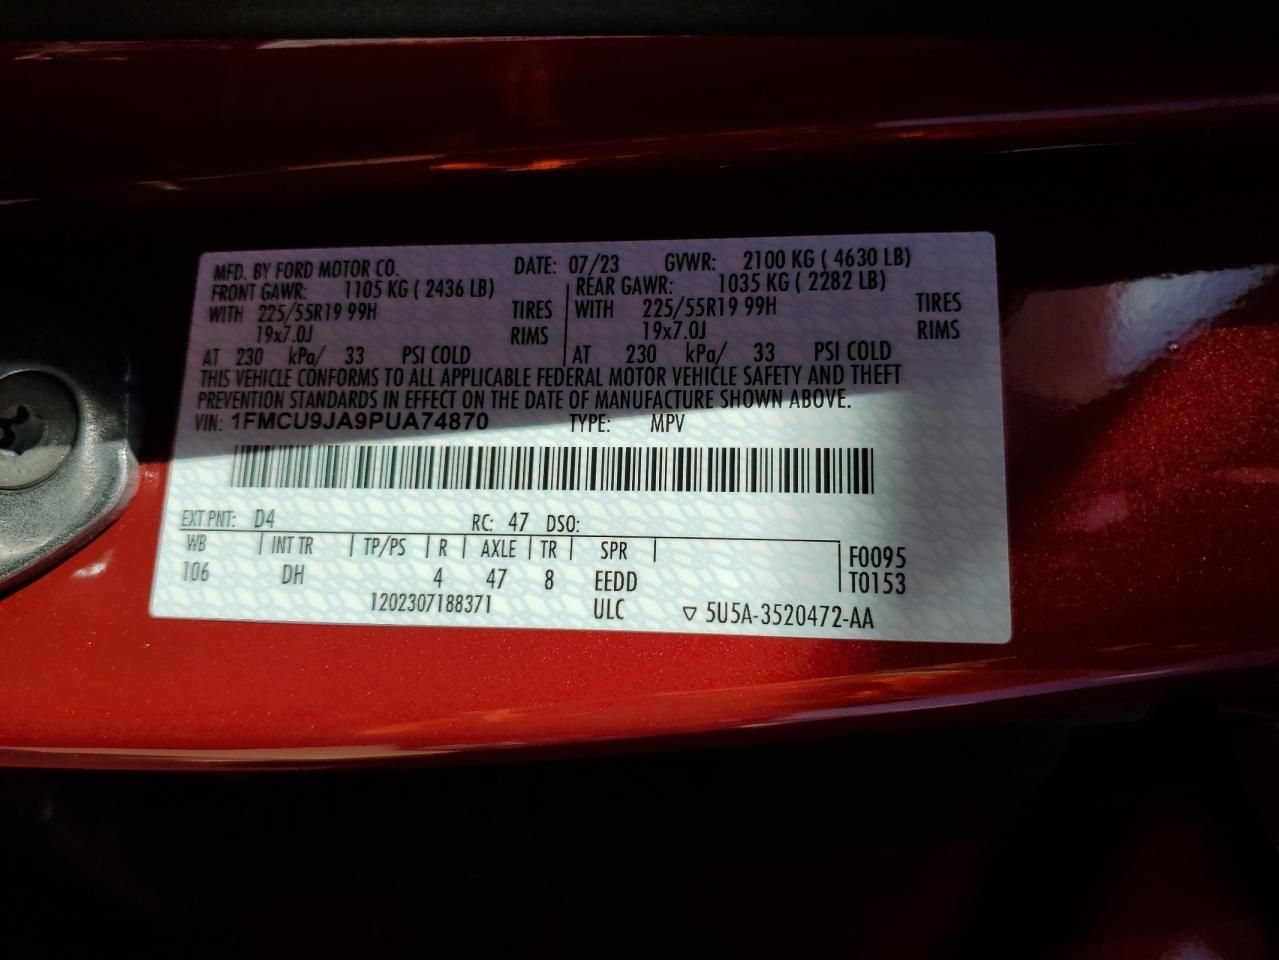 MFD. BY FORD MOTOR CO. DATE: 07/23 GVWR: 2100 KG ( 4630 LB)
FRONT GAWR: 1105 KG ( 2436 LB) REAR GAWR: 1035 KG ( 2282 LB)
WITH 225/55R19 99H TIRES WITH 225/55R19 99H TIRES
19x7.0J RIMS 19x7.0J RIMS
AT 230 kPa/ 33 PSI COLD AT 230 kPa/ 33 PSI COLD
THIS VEHICLE CONFORMS TO ALL APPLICABLE FEDERAL MOTOR VEHICLE SAFETY AND THEFT
PREVENTION STANDARDS IN EFFECT ON THE DATE OF MANUFACTURE SHOWN ABOVE.
VIN: 1FMCU9JA9PUA74870 TYPE: MPV
EXT PNT: D4 RC: 47 DSO:
WB INT TR TP/PS R AXLE TR SPR F0095
106 DH 4 47 8 EEDD T0153
1202307188371 ULC ▽ 5U5A-3520472-AA